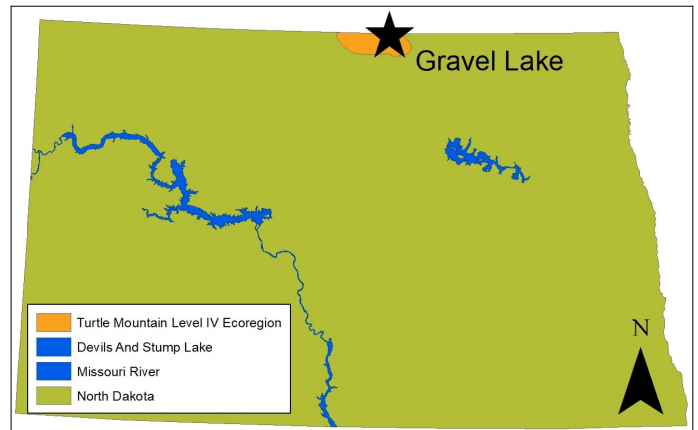 Gravel Lake
Turtle Mountain Level IV Ecoregion
Devils And Stump Lake
Missouri River
North Dakota
N